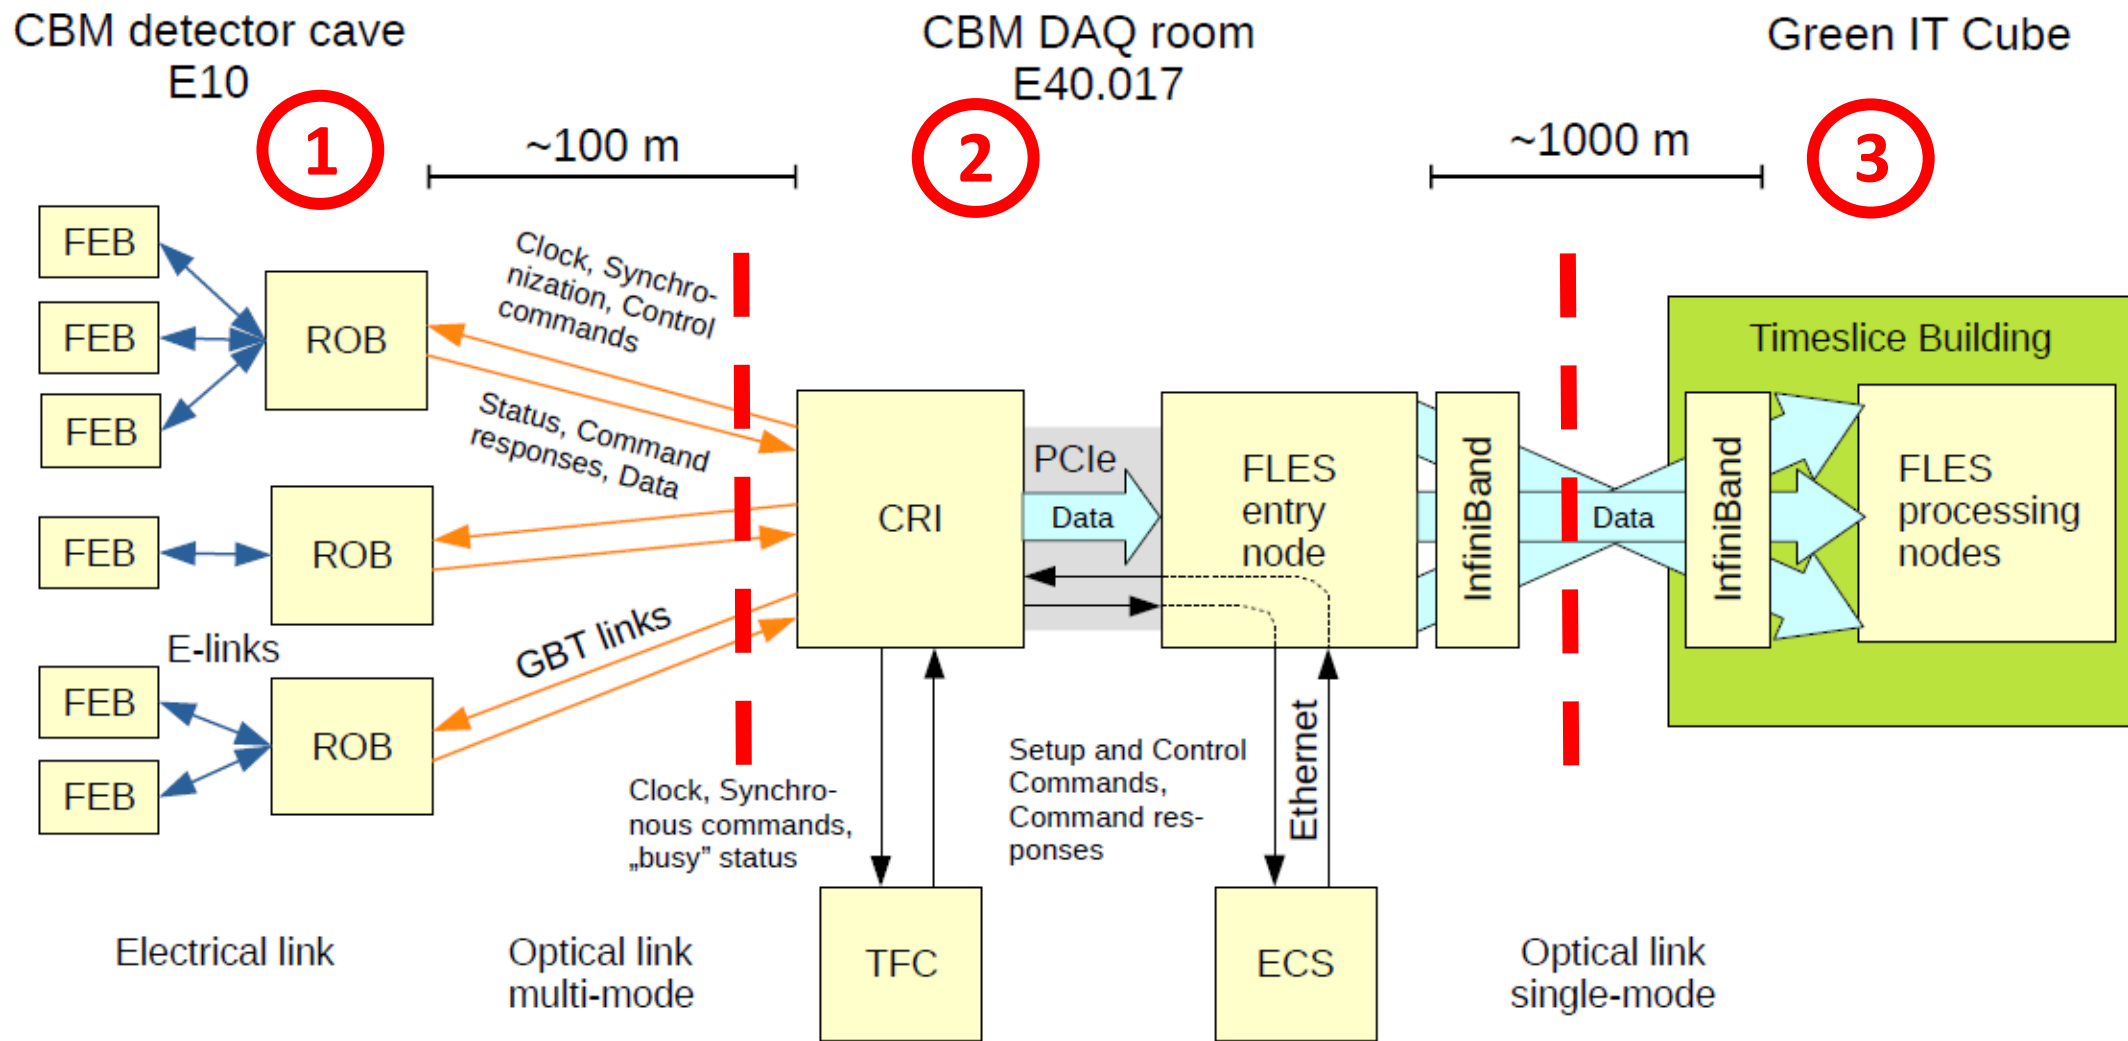 CBM detector cave
E10
CBM DAQ room
E40.017
Green IT Cube
1
~100 m
2
~1000 m
3
FEB
FEB
FEB
ROB
Clock, Synchro-
nization, Control
commands
Status, Command
responses, Data
FEB
ROB
E-links
GBT links
FEB
FEB
ROB
CRI
PCIe
Data
FLES
entry
node
InfiniBand
Data
Timeslice Building
InfiniBand
FLES
processing
nodes
Clock, Synchro-
nous commands,
„busy” status
Setup and Control
Commands,
Command res-
ponses
Ethernet
TFC
ECS
Electrical link
Optical link
multi-mode
Optical link
single-mode